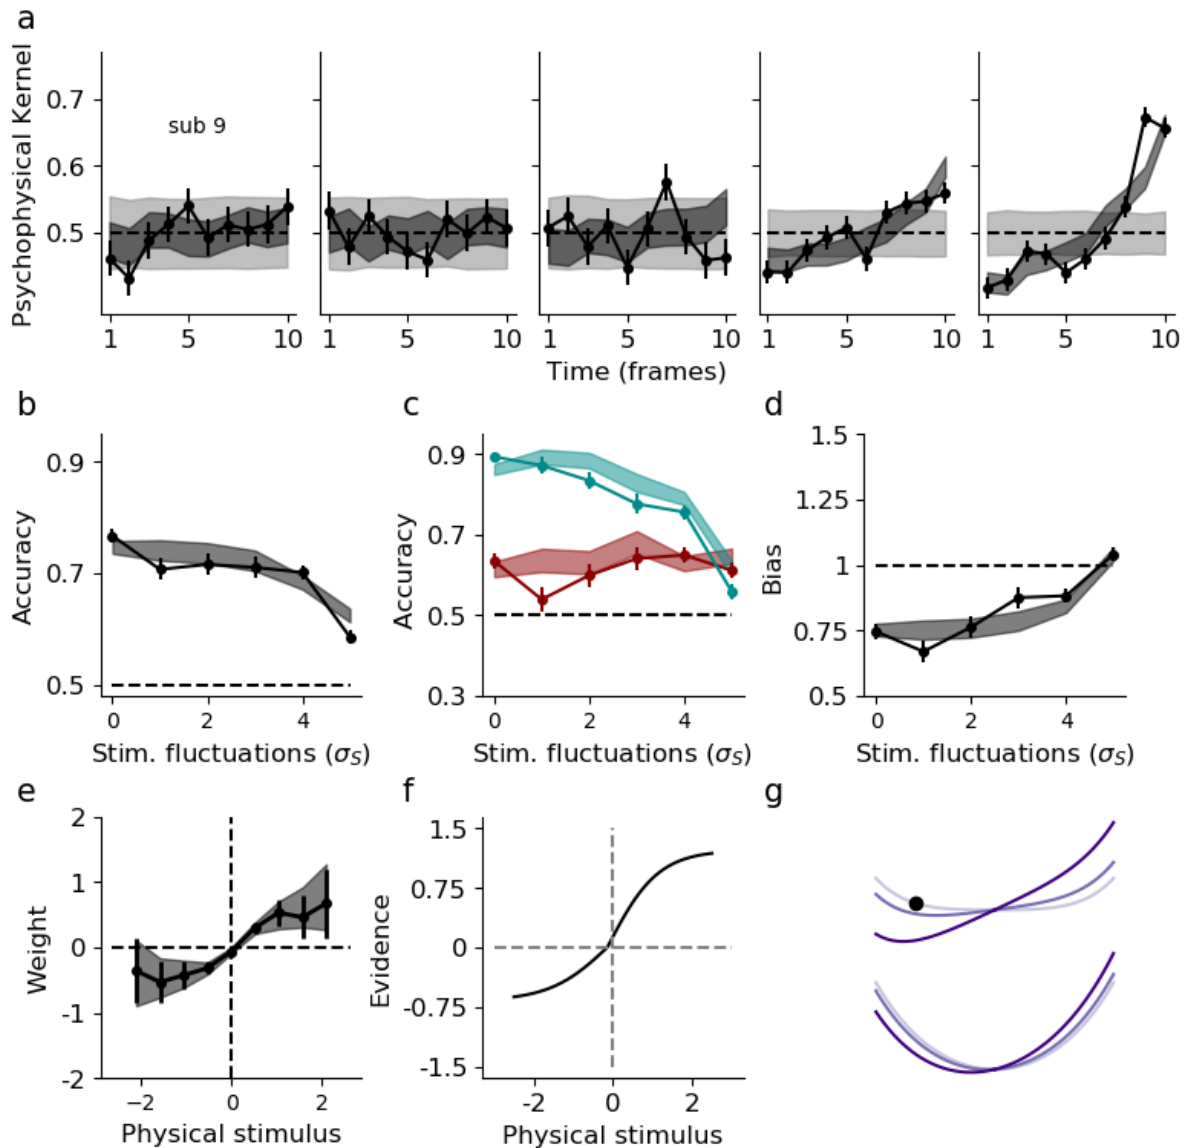 a
Psychophysical Kernel
0.7
0.6
0.5
sub 9
1 5 10
1 5 10
1 5 10
1 5 10
1 5 10
Time (frames)
b
Accuracy
0.9
0.7
0.5
0 2 4
Stim. fluctuations (σ_S)
c
Accuracy
0.9
0.7
0.5
0.3
0 2 4
Stim. fluctuations (σ_S)
d
Bias
1.5
1.25
1
0.75
0.5
0 2 4
Stim. fluctuations (σ_S)
e
Weight
2
1
0
-1
-2
−2 0 2
Physical stimulus
f
Evidence
1.5
0.75
0
-0.75
-1.5
-2 0 2
Physical stimulus
g